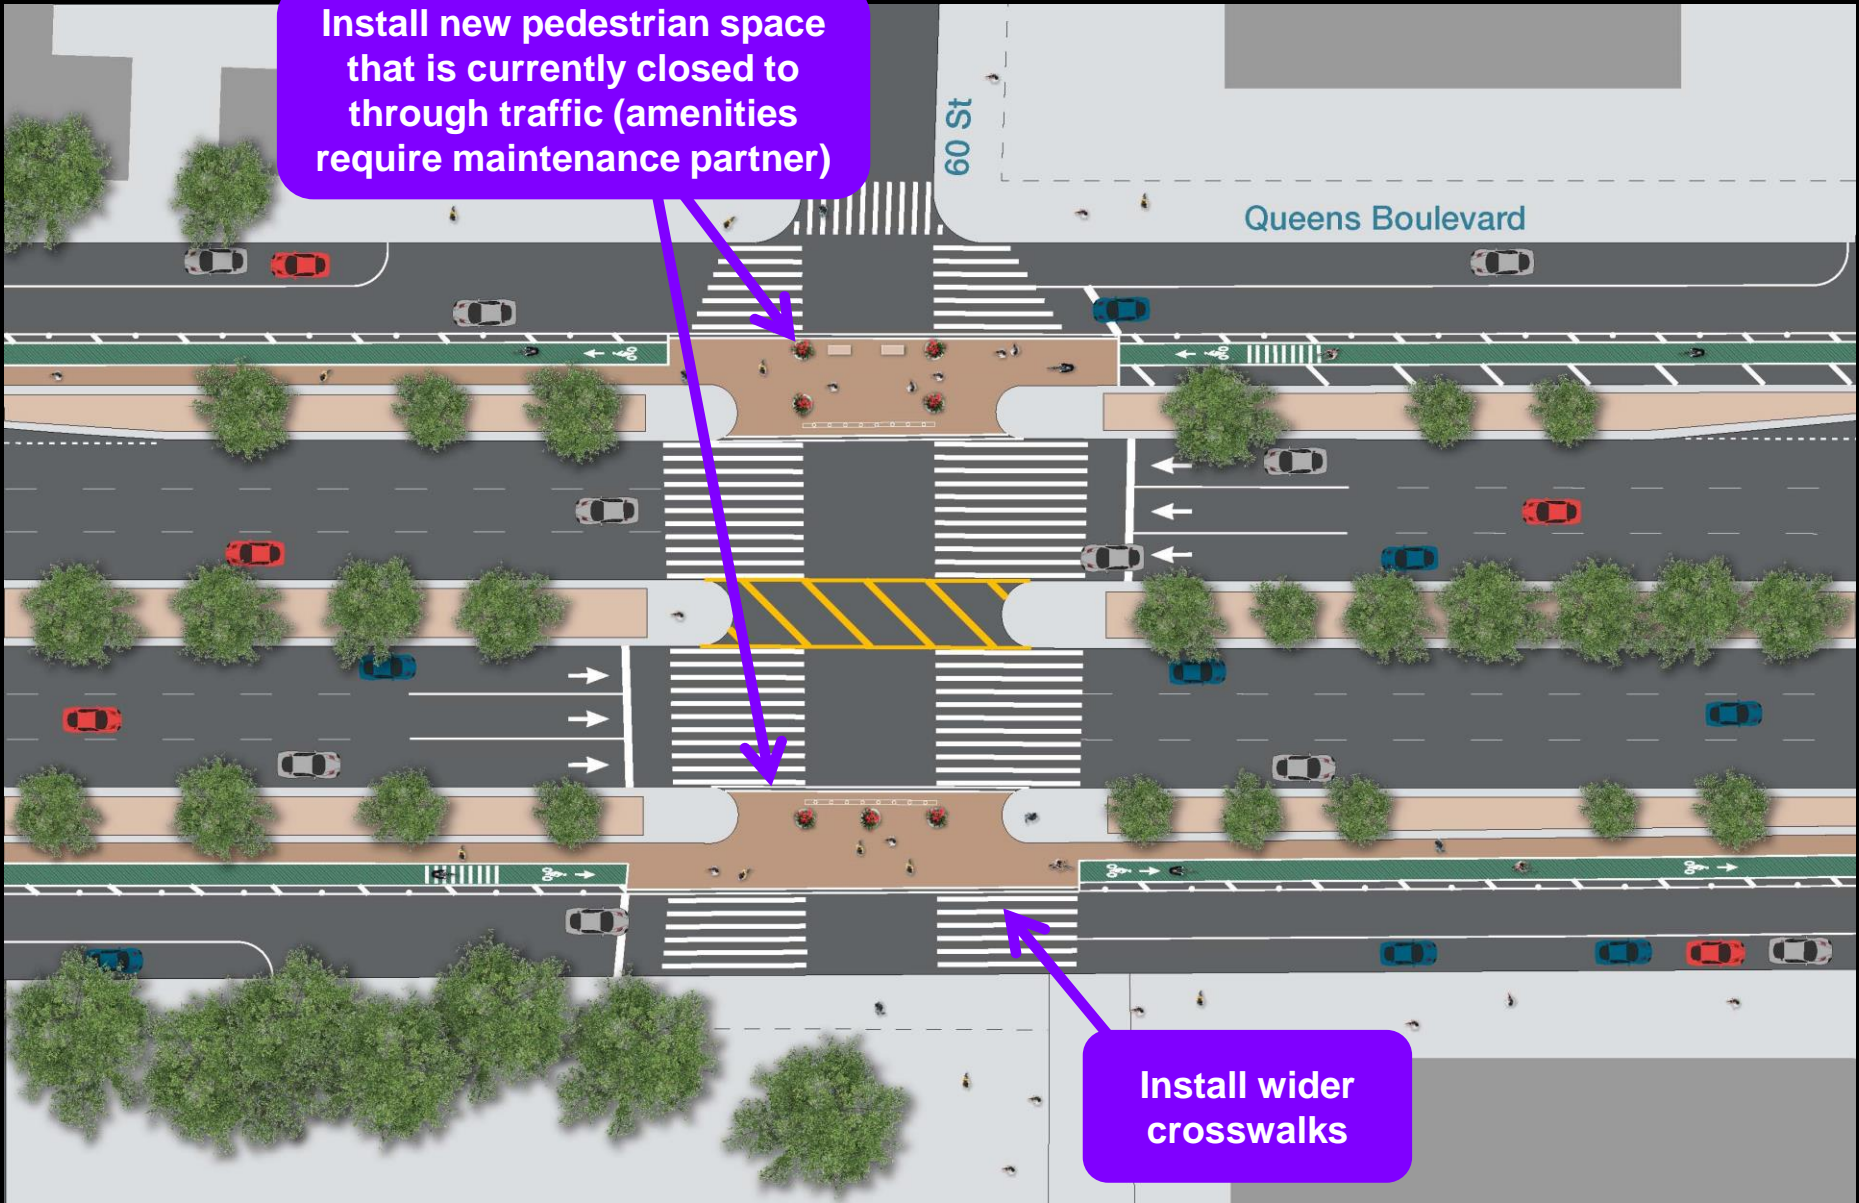 Install new pedestrian space
that is currently closed to
through traffic (amenities
require maintenance partner)
60 St
Queens Boulevard
Install wider
crosswalks